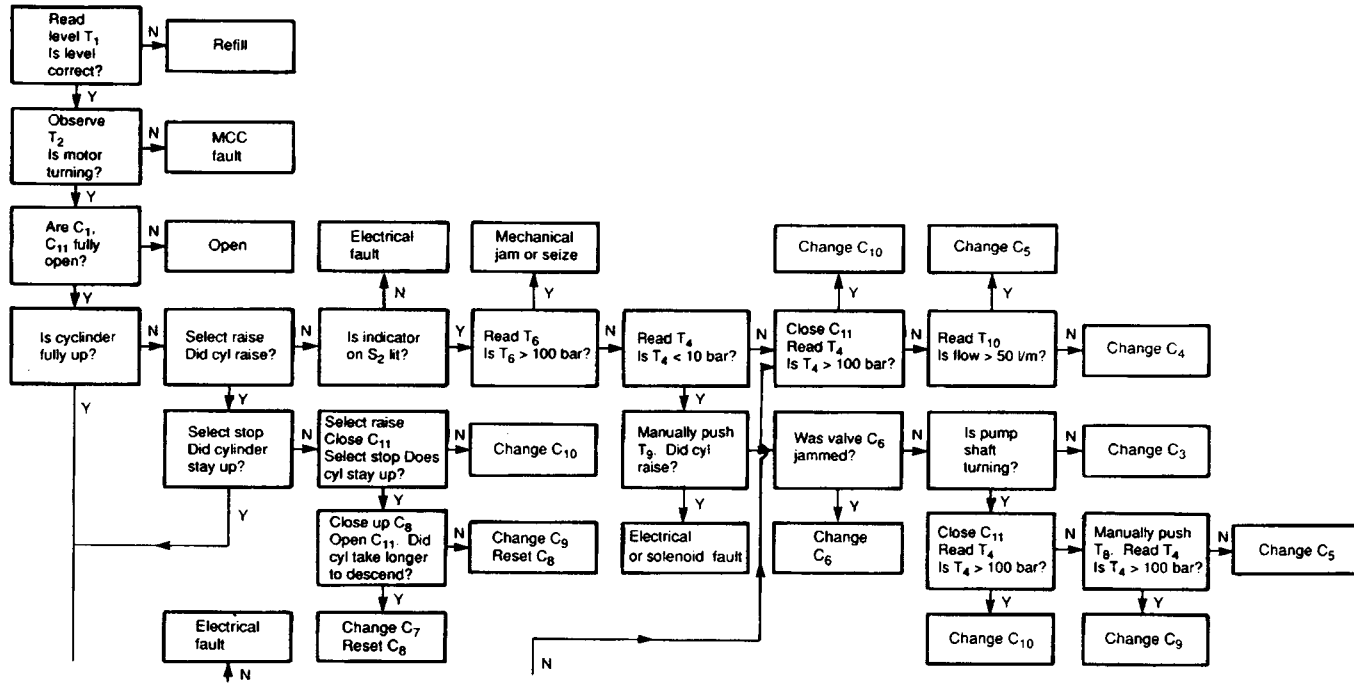 Read
level T₁
Is level
correct?
N
Refill
Y
Observe
T₂
Is motor
turning?
N
MCC
fault
Y
Are C₁,
C₁₁ fully
open?
N
Open
Electrical
fault
Mechanical
jam or seize
Change C₁₀
Change C₅
Y
N
Y
Y
Y
Is cyclinder
fully up?
N
Select raise
Did cyl raise?
N
Is indicator
on S₂ lit?
Y
Read T₆
Is T₆ > 100 bar?
N
Read T₄
Is T₄ < 10 bar?
N
Close C₁₁
Read T₄
Is T₄ > 100 bar?
N
Read T₁₀
Is flow > 50 l/m?
N
Change C₄
Y
Y
Y
Select stop
Did cylinder
stay up?
N
Select raise
Close C₁₁
Select stop Does
cyl stay up?
N
Change C₁₀
Manually push
T₉. Did cyl
raise?
N
Was valve C₆
jammed?
N
Is pump
shaft
turning?
N
Change C₃
Y
Y
Y
Y
Y
Close up C₈
Open C₁₁. Did
cyl take longer
to descend?
N
Change C₉
Reset C₈
Electrical
or solenoid fault
Change
C₆
Close C₁₁
Read T₄
Is T₄ > 100 bar?
N
Manually push
T₈. Read T₄
Is T₄ > 100 bar?
N
Change C₅
Y
Y
Y
Electrical
fault
Change C₇
Reset C₈
Change C₁₀
Change C₉
N
N